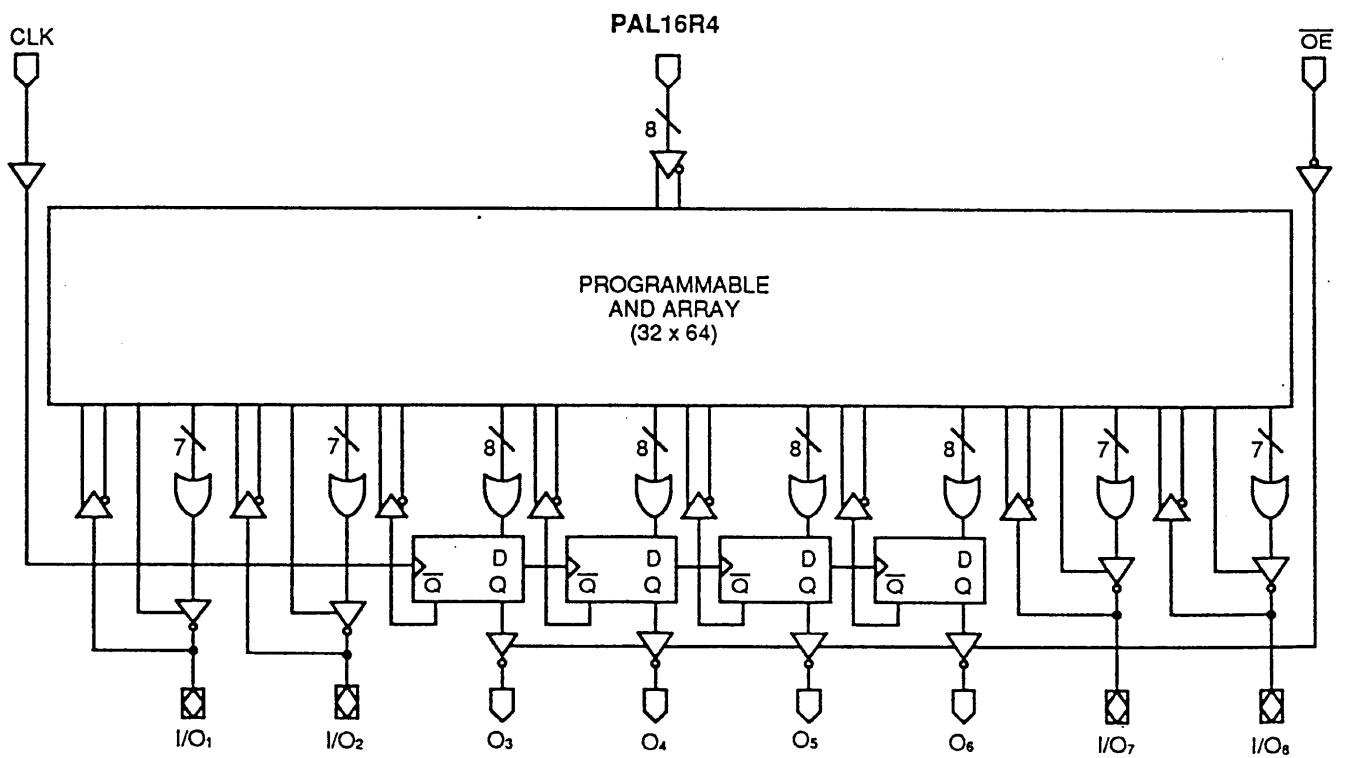 PAL16R4
CLK
O̅E̅
8
PROGRAMMABLE
AND ARRAY
(32 x 64)
7 7 8 8 8 8 7 7
D D D D
Q̅ Q Q̅ Q Q̅ Q Q̅ Q
I/O₁ I/O₂ O₃ O₄ O₅ O₆ I/O₇ I/O₈